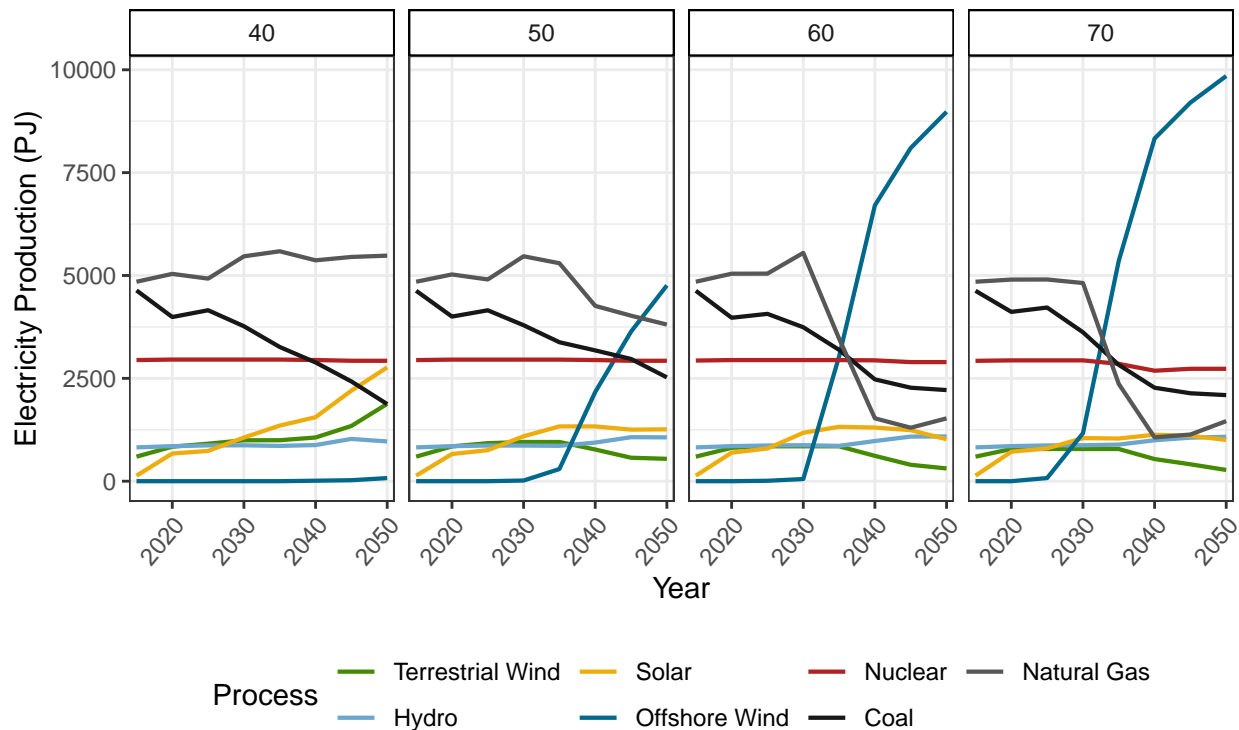 40 50 60 70
10000
7500
5000
2500
0
Electricity Production (PJ)
2020 2030 2040 2050 2020 2030 2040 2050 2020 2030 2040 2050 2020 2030 2040 2050
Year
Process
Terrestrial Wind Solar Nuclear Natural Gas
Hydro Offshore Wind Coal